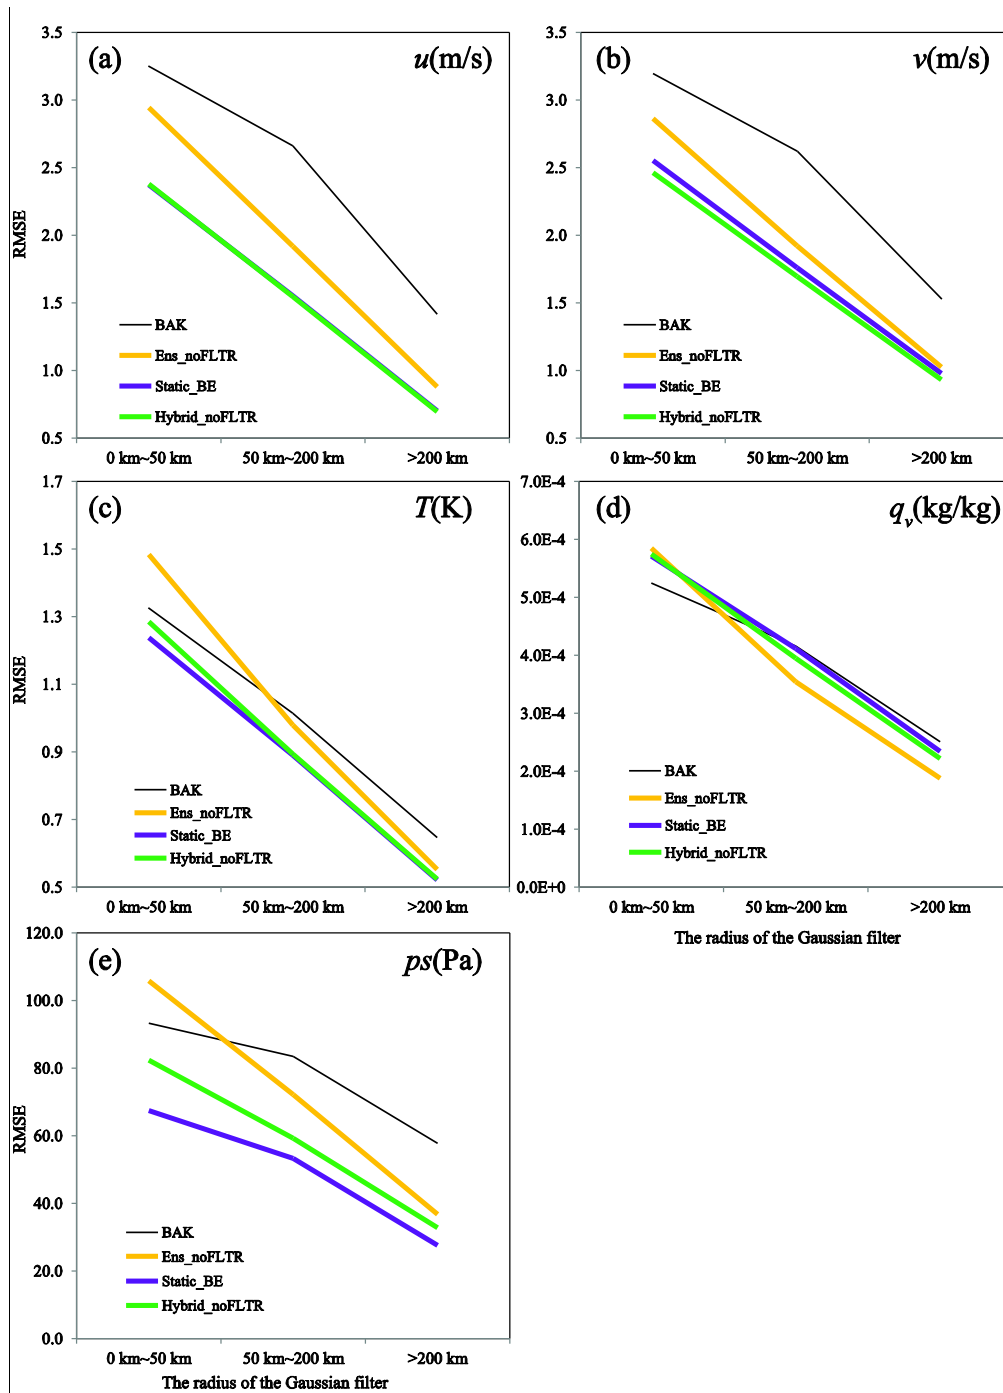 (a) u(m/s)
3.5
3.0
2.5
2.0
1.5
1.0
0.5
RMSE
BAK
Ens_noFLTR
Static_BE
Hybrid_noFLTR
0 km~50 km 50 km~200 km >200 km
(b) v(m/s)
3.5
3.0
2.5
2.0
1.5
1.0
0.5
BAK
Ens_noFLTR
Static_BE
Hybrid_noFLTR
0 km~50 km 50 km~200 km >200 km
(c) T(K)
1.7
1.5
1.3
1.1
0.9
0.7
0.5
RMSE
BAK
Ens_noFLTR
Static_BE
Hybrid_noFLTR
0 km~50 km 50 km~200 km >200 km
(d) qv(kg/kg)
7.0E-4
6.0E-4
5.0E-4
4.0E-4
3.0E-4
2.0E-4
1.0E-4
0.0E+0
BAK
Ens_noFLTR
Static_BE
Hybrid_noFLTR
0 km~50 km 50 km~200 km >200 km
The radius of the Gaussian filter
(e) ps(Pa)
120.0
100.0
80.0
60.0
40.0
20.0
0.0
RMSE
BAK
Ens_noFLTR
Static_BE
Hybrid_noFLTR
0 km~50 km 50 km~200 km >200 km
The radius of the Gaussian filter